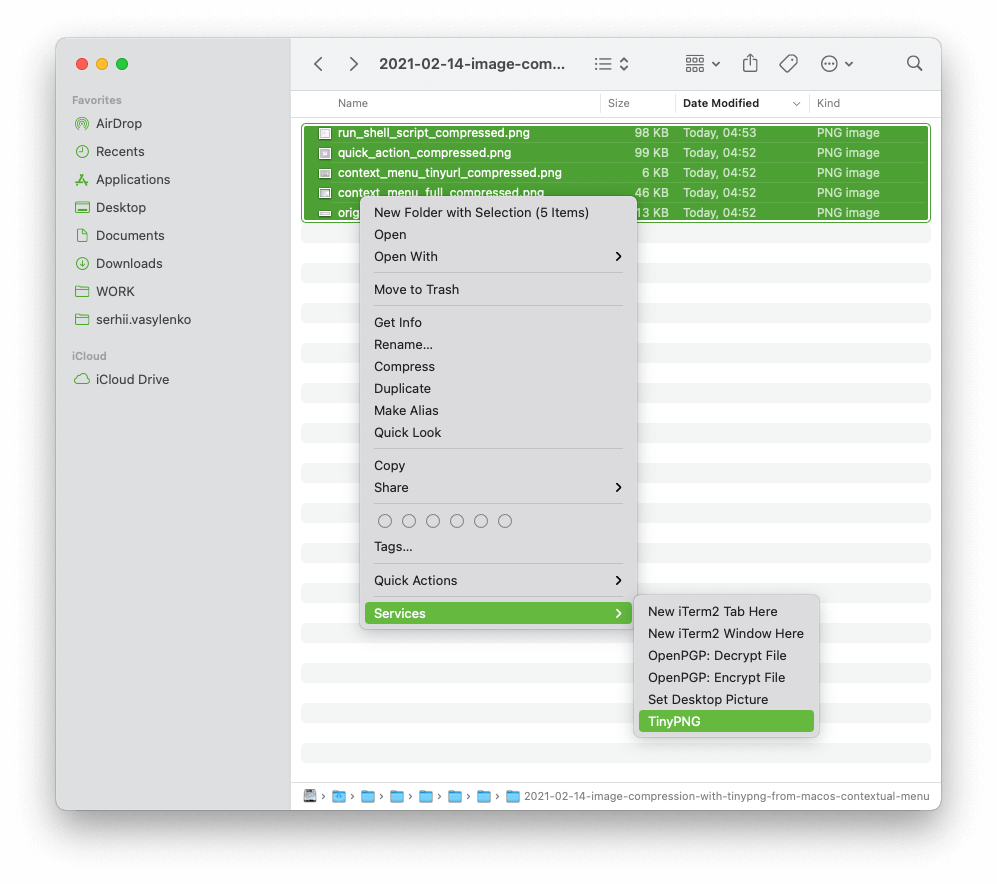 2021-02-14-image-com...
Favorites
AirDrop
Recents
Applications
Desktop
Documents
Downloads
WORK
serhii.vasylenko
iCloud
iCloud Drive
Name Size Date Modified Kind
run_shell_script_compressed.png 98 KB Today, 04:53 PNG image
quick_action_compressed.png 99 KB Today, 04:52 PNG image
context_menu_tinyurl_compressed.png 6 KB Today, 04:52 PNG image
context_menu_full_compressed.png 46 KB Today, 04:52 PNG image
orig 13 KB Today, 04:52 PNG image
New Folder with Selection (5 Items)
Open
Open With
Move to Trash
Get Info
Rename...
Compress
Duplicate
Make Alias
Quick Look
Copy
Share
Tags...
Quick Actions
Services
New iTerm2 Tab Here
New iTerm2 Window Here
OpenPGP: Decrypt File
OpenPGP: Encrypt File
Set Desktop Picture
TinyPNG
2021-02-14-image-compression-with-tinypng-from-macos-contextual-menu